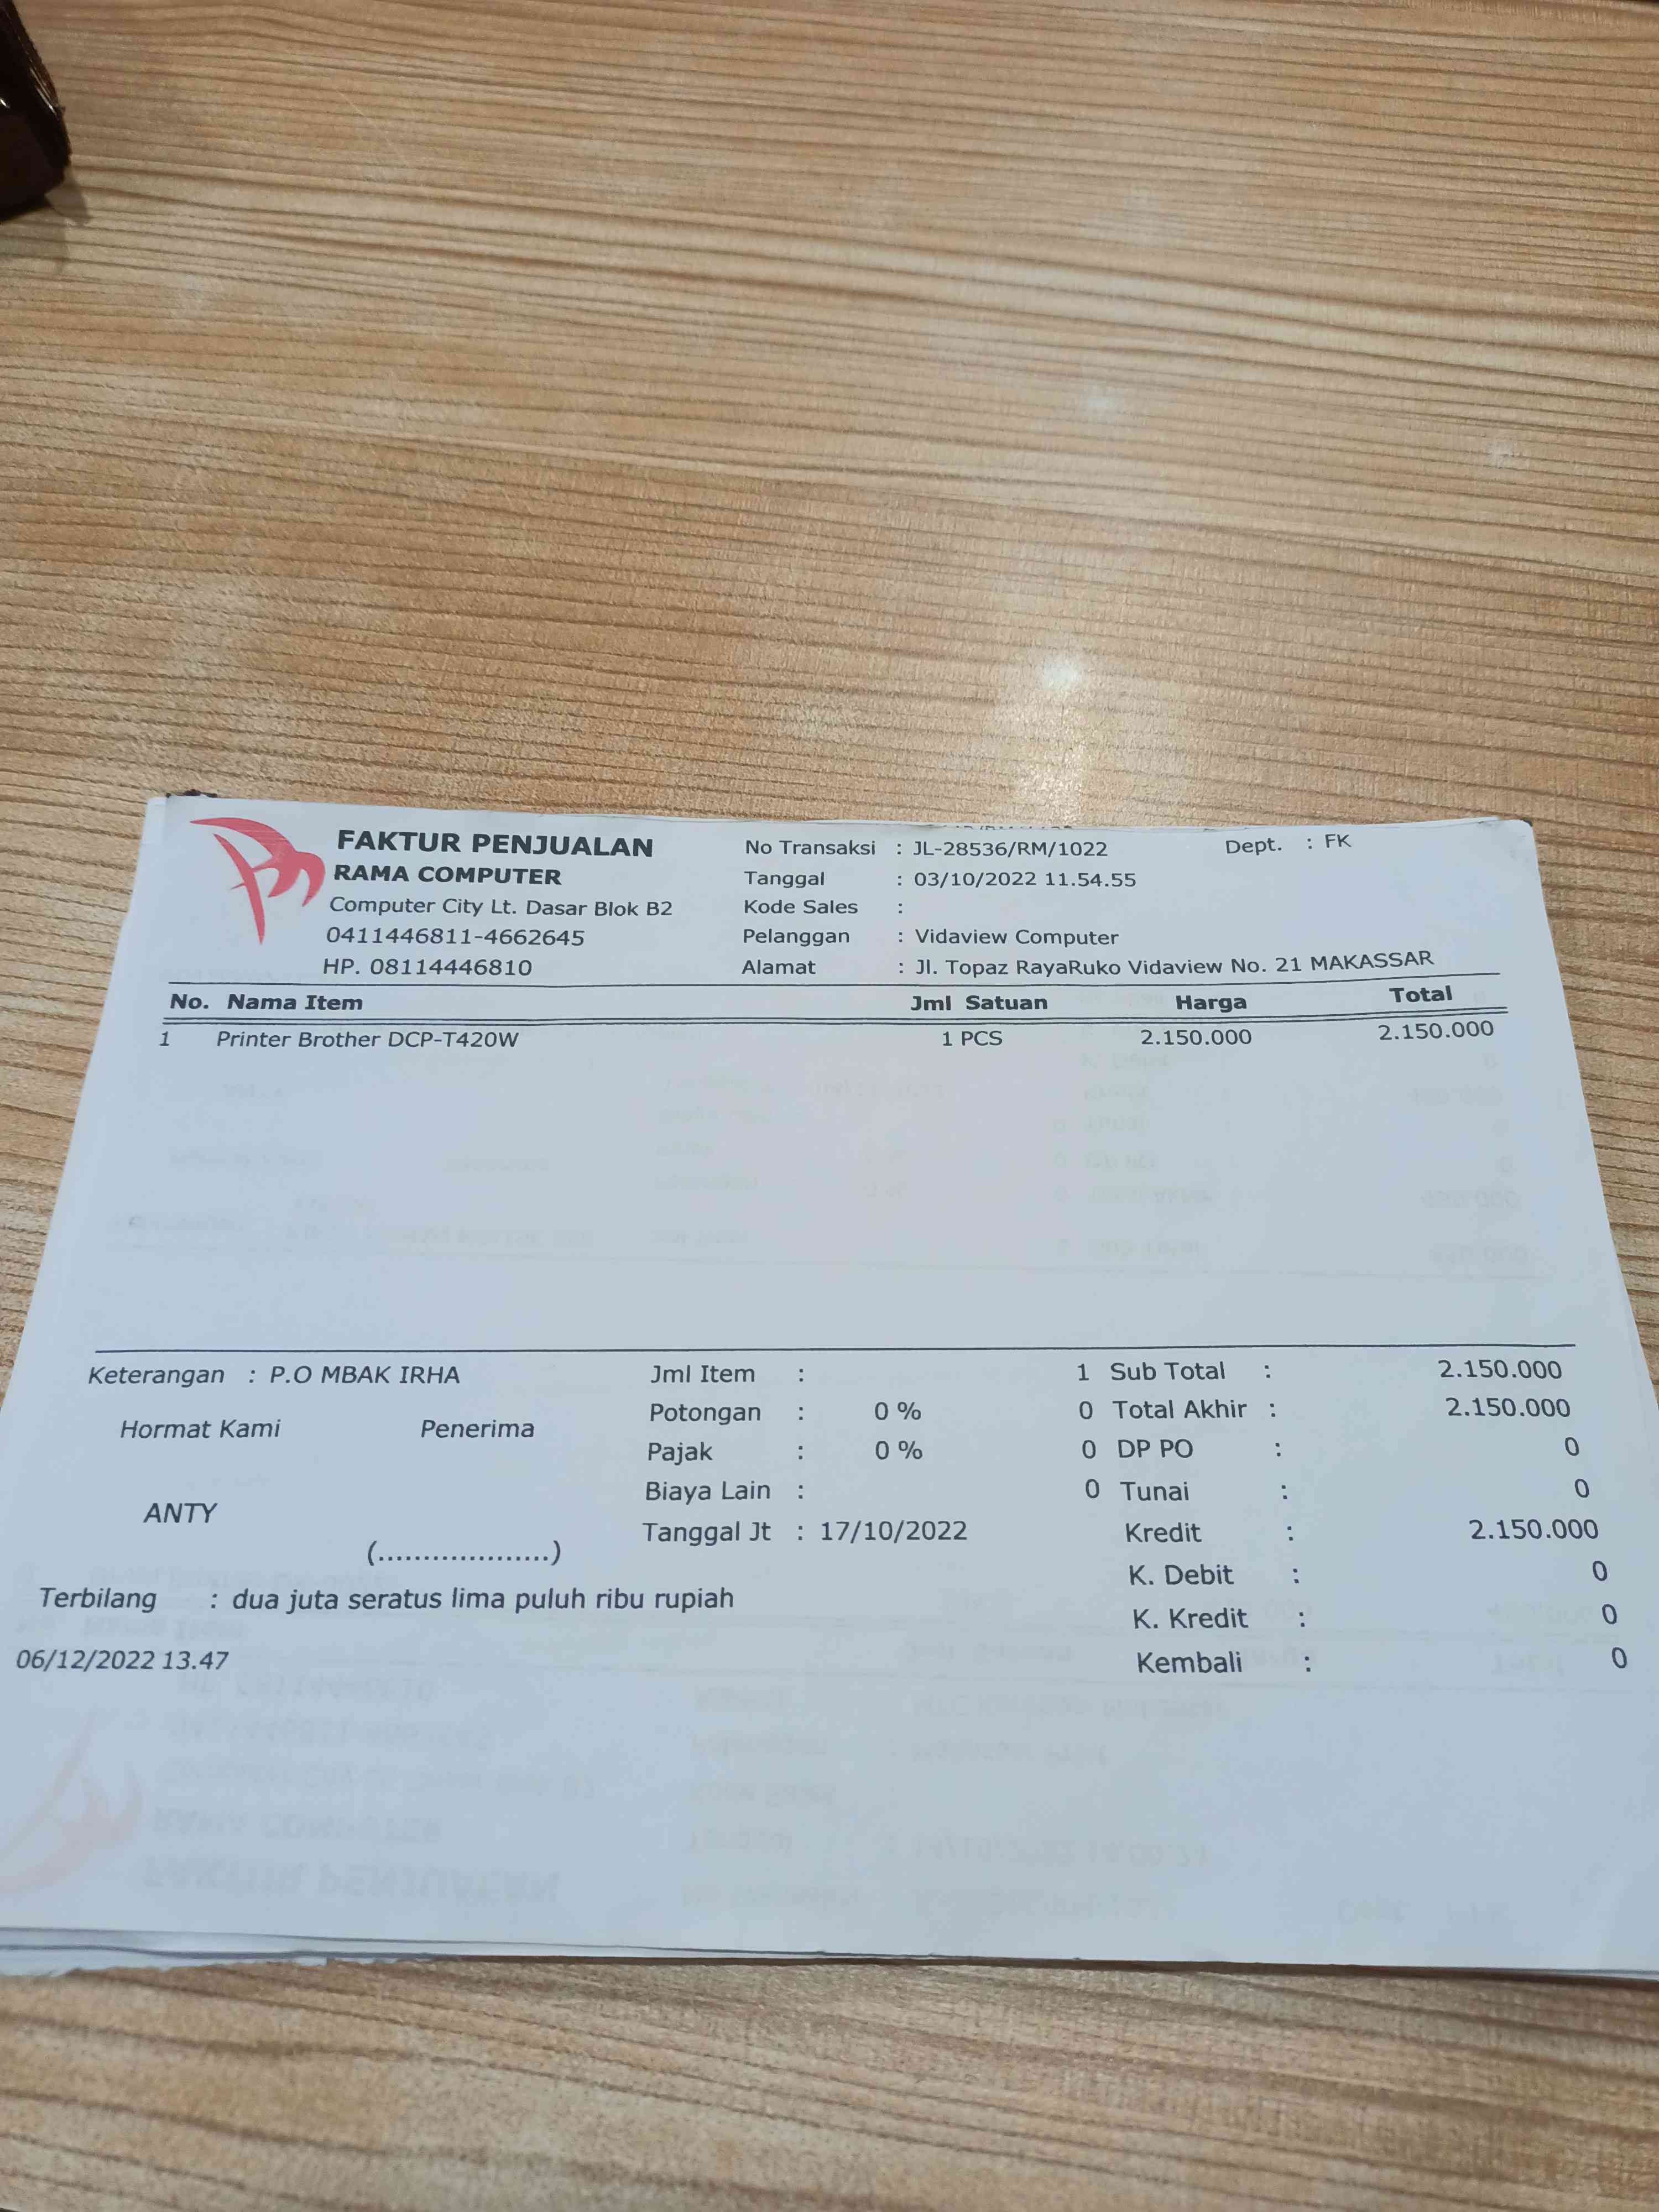 FAKTUR PENJUALAN
RAMA COMPUTER
Computer City Lt. Dasar Blok B2
0411446811-4662645
HP. 08114446810
No Transaksi : JL-28536/RM/1022
Dept. : FK
Tanggal : 03/10/2022 11.54.55
Kode Sales :
Pelanggan : Vidaview Computer
Alamat : Jl. Topaz RayaRuko Vidaview No. 21 MAKASSAR
No. Nama Item Jml Satuan Harga Total
1 Printer Brother DCP-T420W 1 PCS 2.150.000 2.150.000
Keterangan : P.O MBAK IRHA
Hormat Kami Penerima
ANTY
(...................)
Jml Item : 1
Potongan : 0 % 0
Pajak : 0 % 0
Biaya Lain : 0
Tanggal Jt : 17/10/2022
Sub Total : 2.150.000
Total Akhir : 2.150.000
DP PO : 0
Tunai : 0
Kredit : 2.150.000
K. Debit : 0
K. Kredit : 0
Kembali : 0
Terbilang : dua juta seratus lima puluh ribu rupiah
06/12/2022 13.47